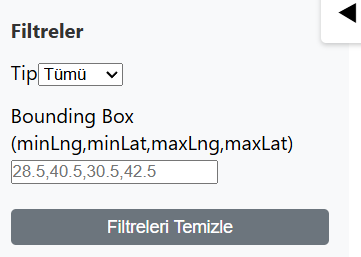 Filtreler
Tip Tümü
Bounding Box
(minLng,minLat,maxLng,maxLat)
28.5,40.5,30.5,42.5
Filtreleri Temizle